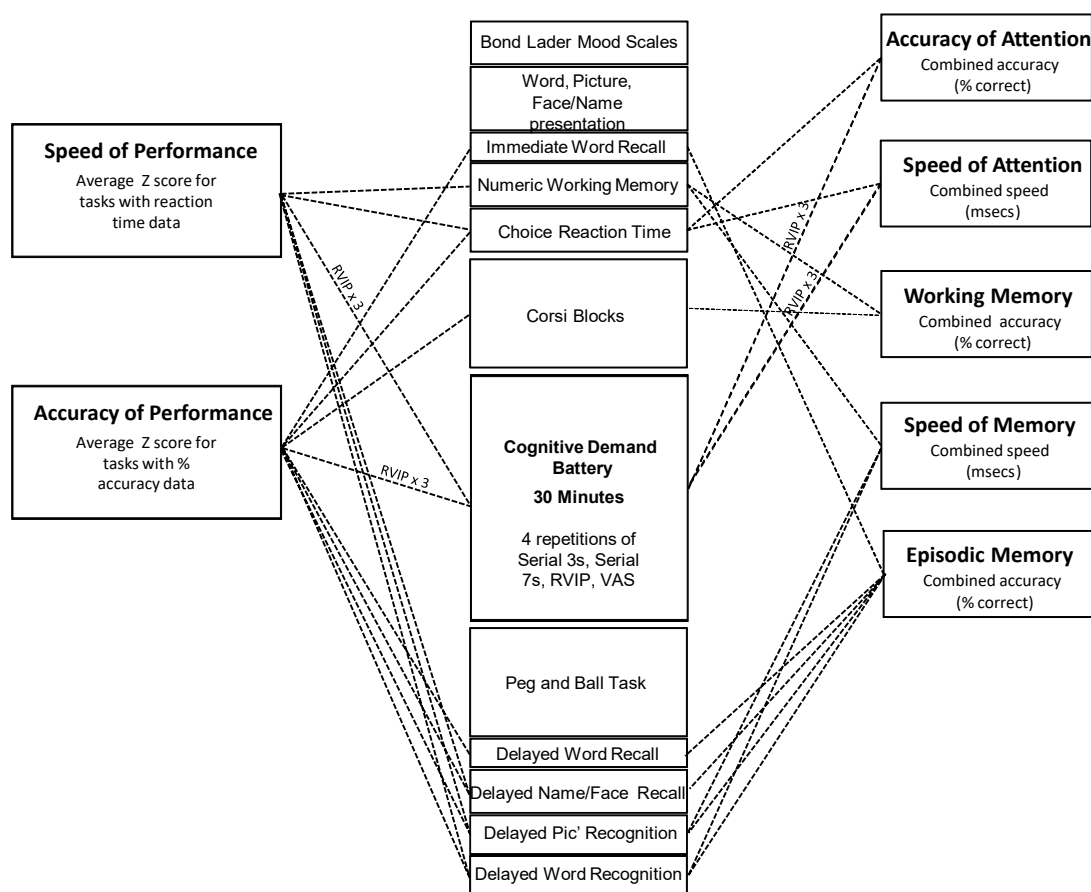 Speed of Performance
Average Z score for
tasks with reaction
time data
Accuracy of Performance
Average Z score for
tasks with %
accuracy data
RVIP x 3
RVIP x 3
Bond Lader Mood Scales
Word, Picture,
Face/Name
presentation
Immediate Word Recall
Numeric Working Memory
Choice Reaction Time
Corsi Blocks
Cognitive Demand
Battery
30 Minutes
4 repetitions of
Serial 3s, Serial
7s, RVIP, VAS
Peg and Ball Task
Delayed Word Recall
Delayed Name/Face Recall
Delayed Pic' Recognition
Delayed Word Recognition
RVIP x 3
RVIP x 3
Accuracy of Attention
Combined accuracy
(% correct)
Speed of Attention
Combined speed
(msecs)
Working Memory
Combined accuracy
(% correct)
Speed of Memory
Combined speed
(msecs)
Episodic Memory
Combined accuracy
(% correct)